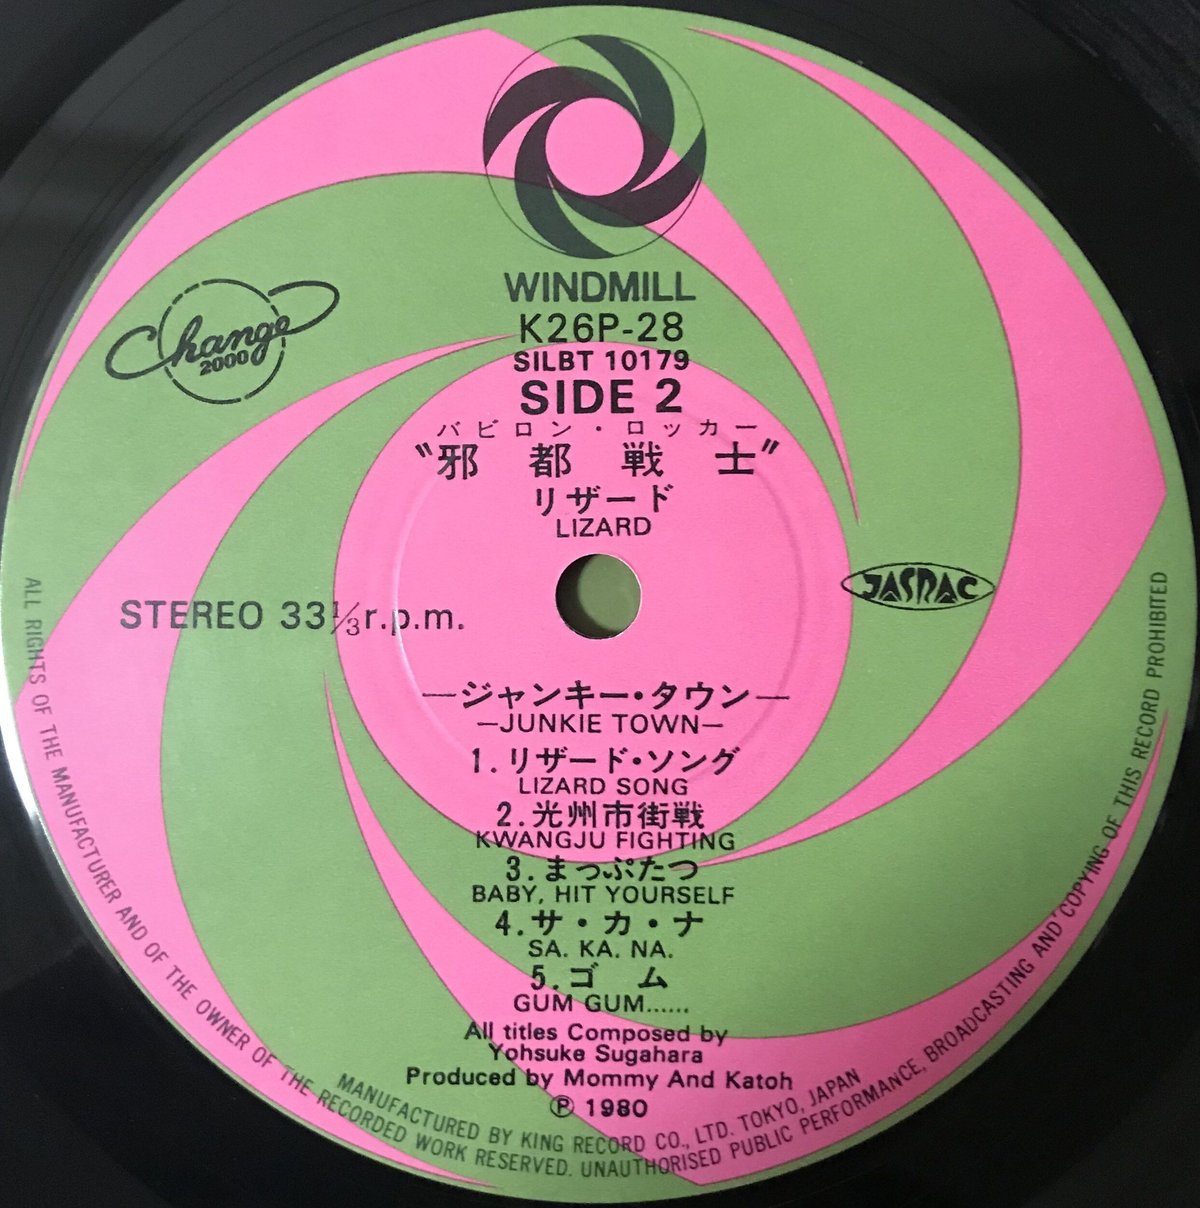 WINDMILL
K26P-28
SILBT 10179
SIDE 2
バビロン・ロッカー
〝邪都戦士〟
リザード
LIZARD
Change
2000
JASRAC
STEREO 33⅓r.p.m.
—ジャンキー・タウン—
—JUNKIE TOWN—
1.リザード・ソング
LIZARD SONG
2.光州市街戦
KWANGJU FIGHTING
3.まっぷたつ
BABY, HIT YOURSELF
4.サ・カ・ナ
SA. KA. NA.
5.ゴム
GUM GUM......
All titles Composed by
Yohsuke Sugahara
Produced by Mommy And Katoh
Ⓟ 1980
MANUFACTURED BY KING RECORD CO., LTD. TOKYO, JAPAN
ALL RIGHTS OF THE MANUFACTURER AND OF THE OWNER OF THE RECORDED WORK RESERVED. UNAUTHORISED PUBLIC PERFORMANCE, BROADCASTING AND COPYING OF THIS RECORD PROHIBITED